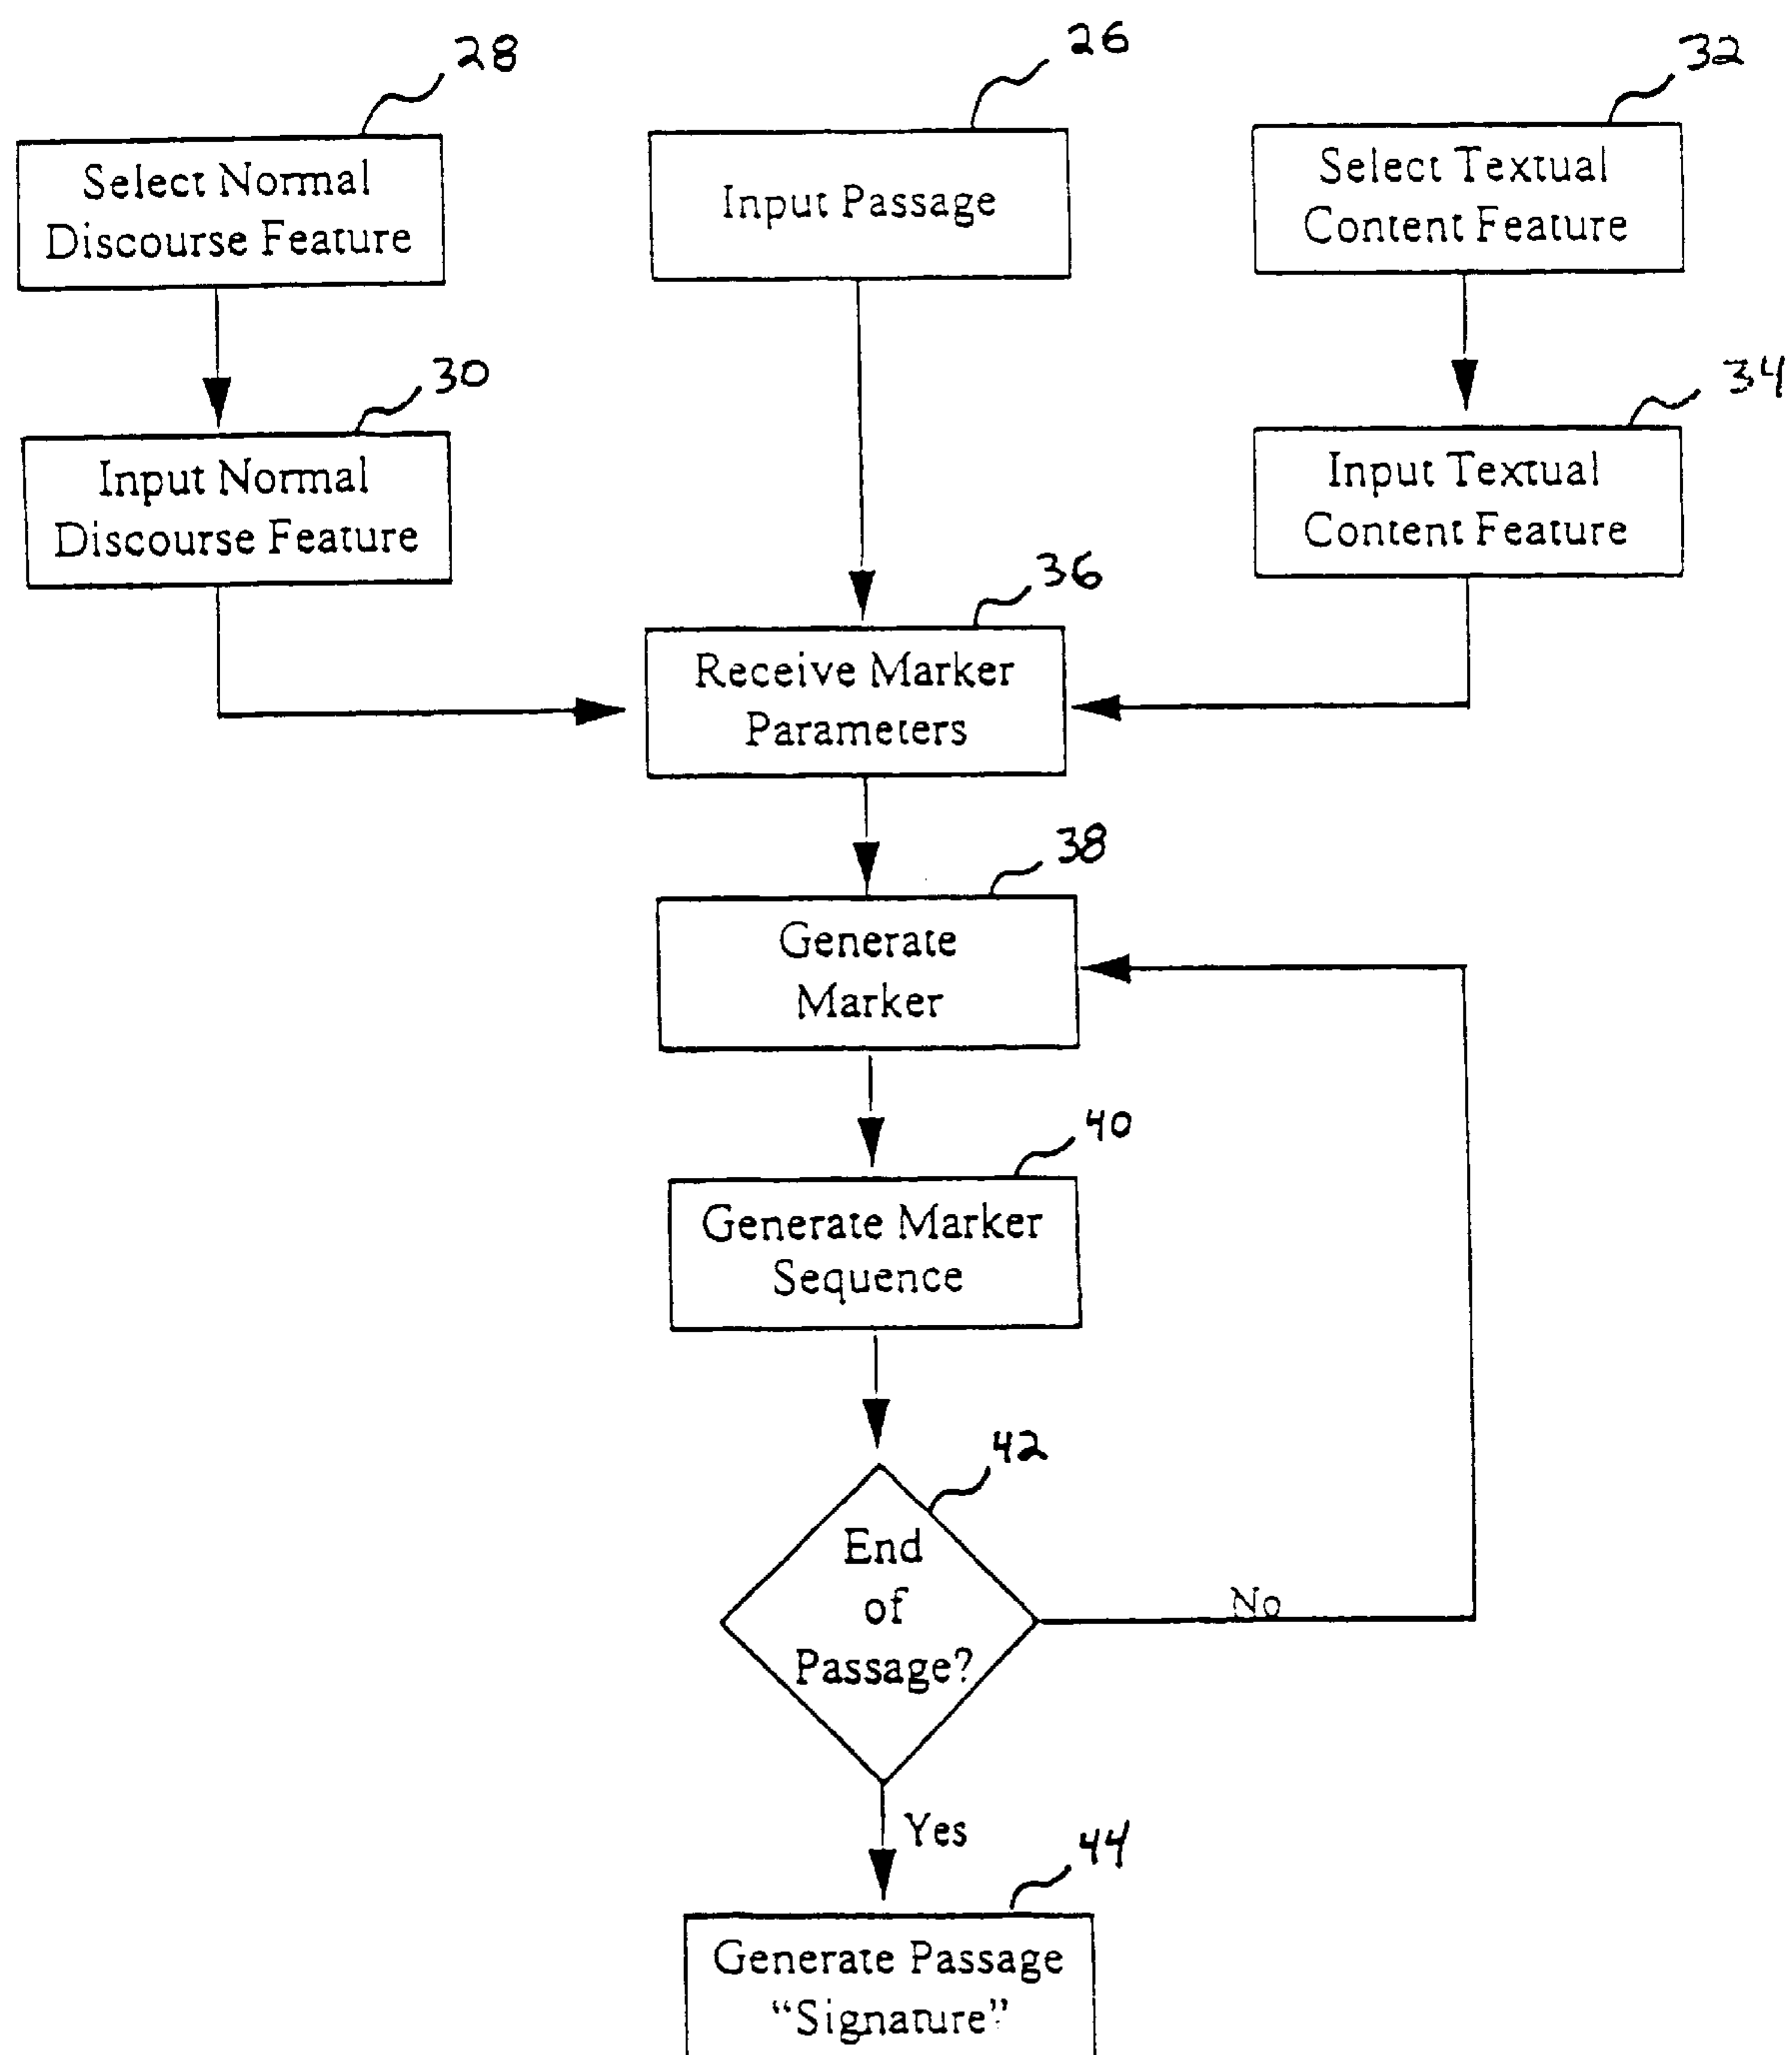 28
26
32
Select Normal
Discourse Feature
Input Passage
Select Textual
Content Feature
30
34
Input Normal
Discourse Feature
Input Textual
Content Feature
36
Receive Marker
Parameters
38
Generate
Marker
40
Generate Marker
Sequence
42
End
of
Passage?
No
Yes
44
Generate Passage
“Signature”